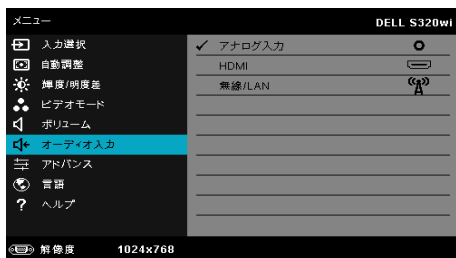 メニュー DELL S320wi
入力選択
自動調整
輝度/明度差
ビデオモード
ボリューム
オーディオ入力
アドバンス
言語
ヘルプ
アナログ入力
HDMI
無線/LAN
解像度 1024x768